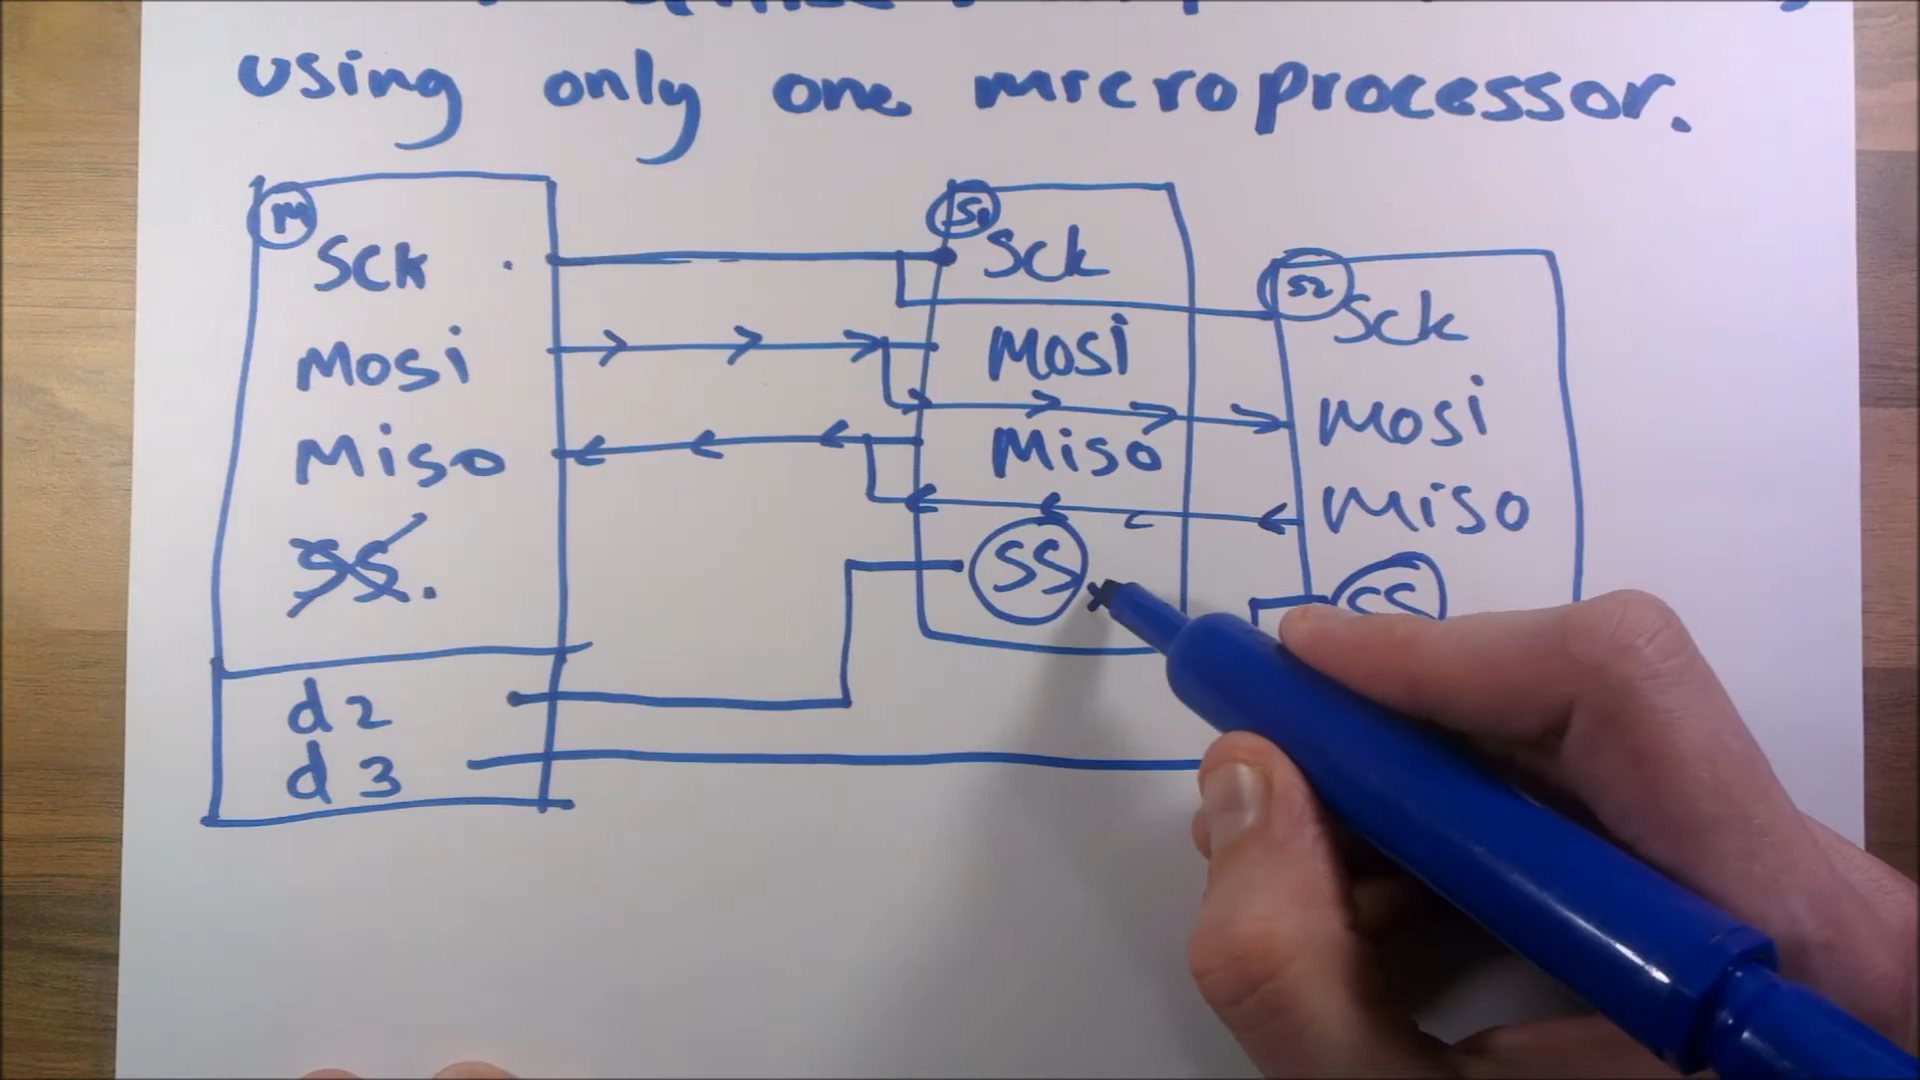 using only one microprocessor.
M
SCK
Mosi
Miso
SS.
d2
d3
S1
Sck
Mosi
Miso
SS
S2
Sck
Mosi
Miso
SS